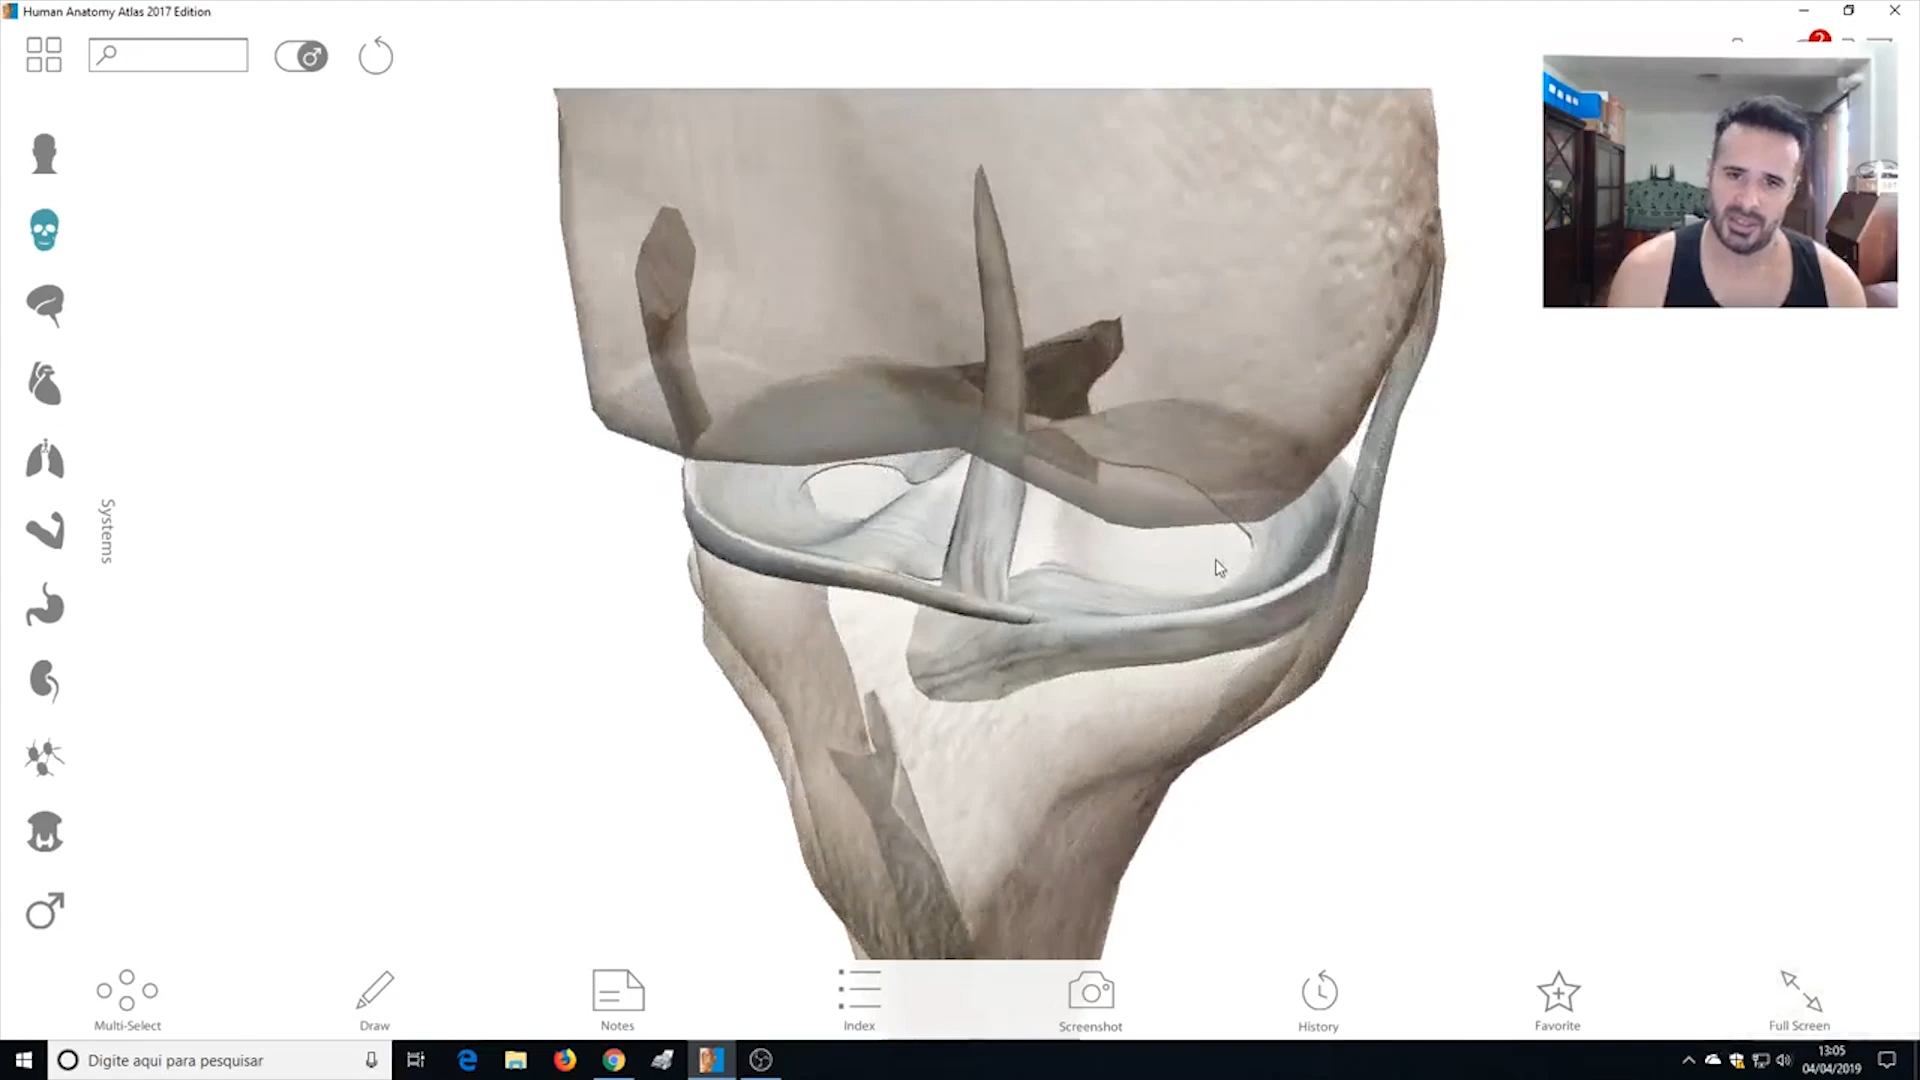 Human Anatomy Atlas 2017 Edition
2
Systems
Multi-Select
Draw
Notes
Index
Screenshot
History
Favorite
Full Screen
Digite aqui para pesquisar
13:05
04/04/2019